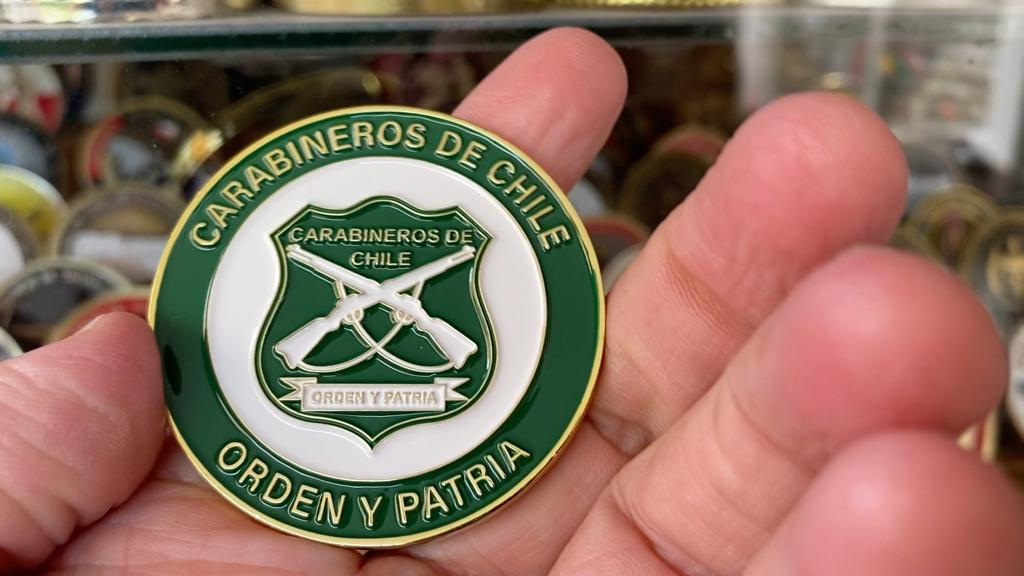 CARABINEROS DE CHILE
CARABINEROS DE
CHILE
ORDEN Y PATRIA
ORDEN Y PATRIA